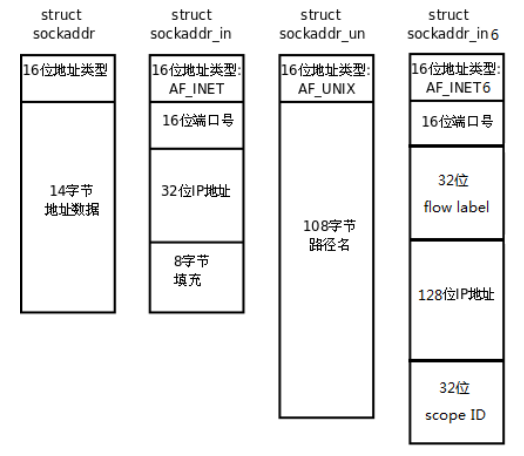 struct
sockaddr
16位地址类型
14字节
地址数据
struct
sockaddr_in
16位地址类型:
AF_INET
16位端口号
32位IP地址
8字节
填充
struct
sockaddr_un
16位地址类型:
AF_UNIX
108字节
路径名
struct
sockaddr_in6
16位地址类型:
AF_INET6
16位端口号
32位
flow label
128位IP地址
32位
scope ID